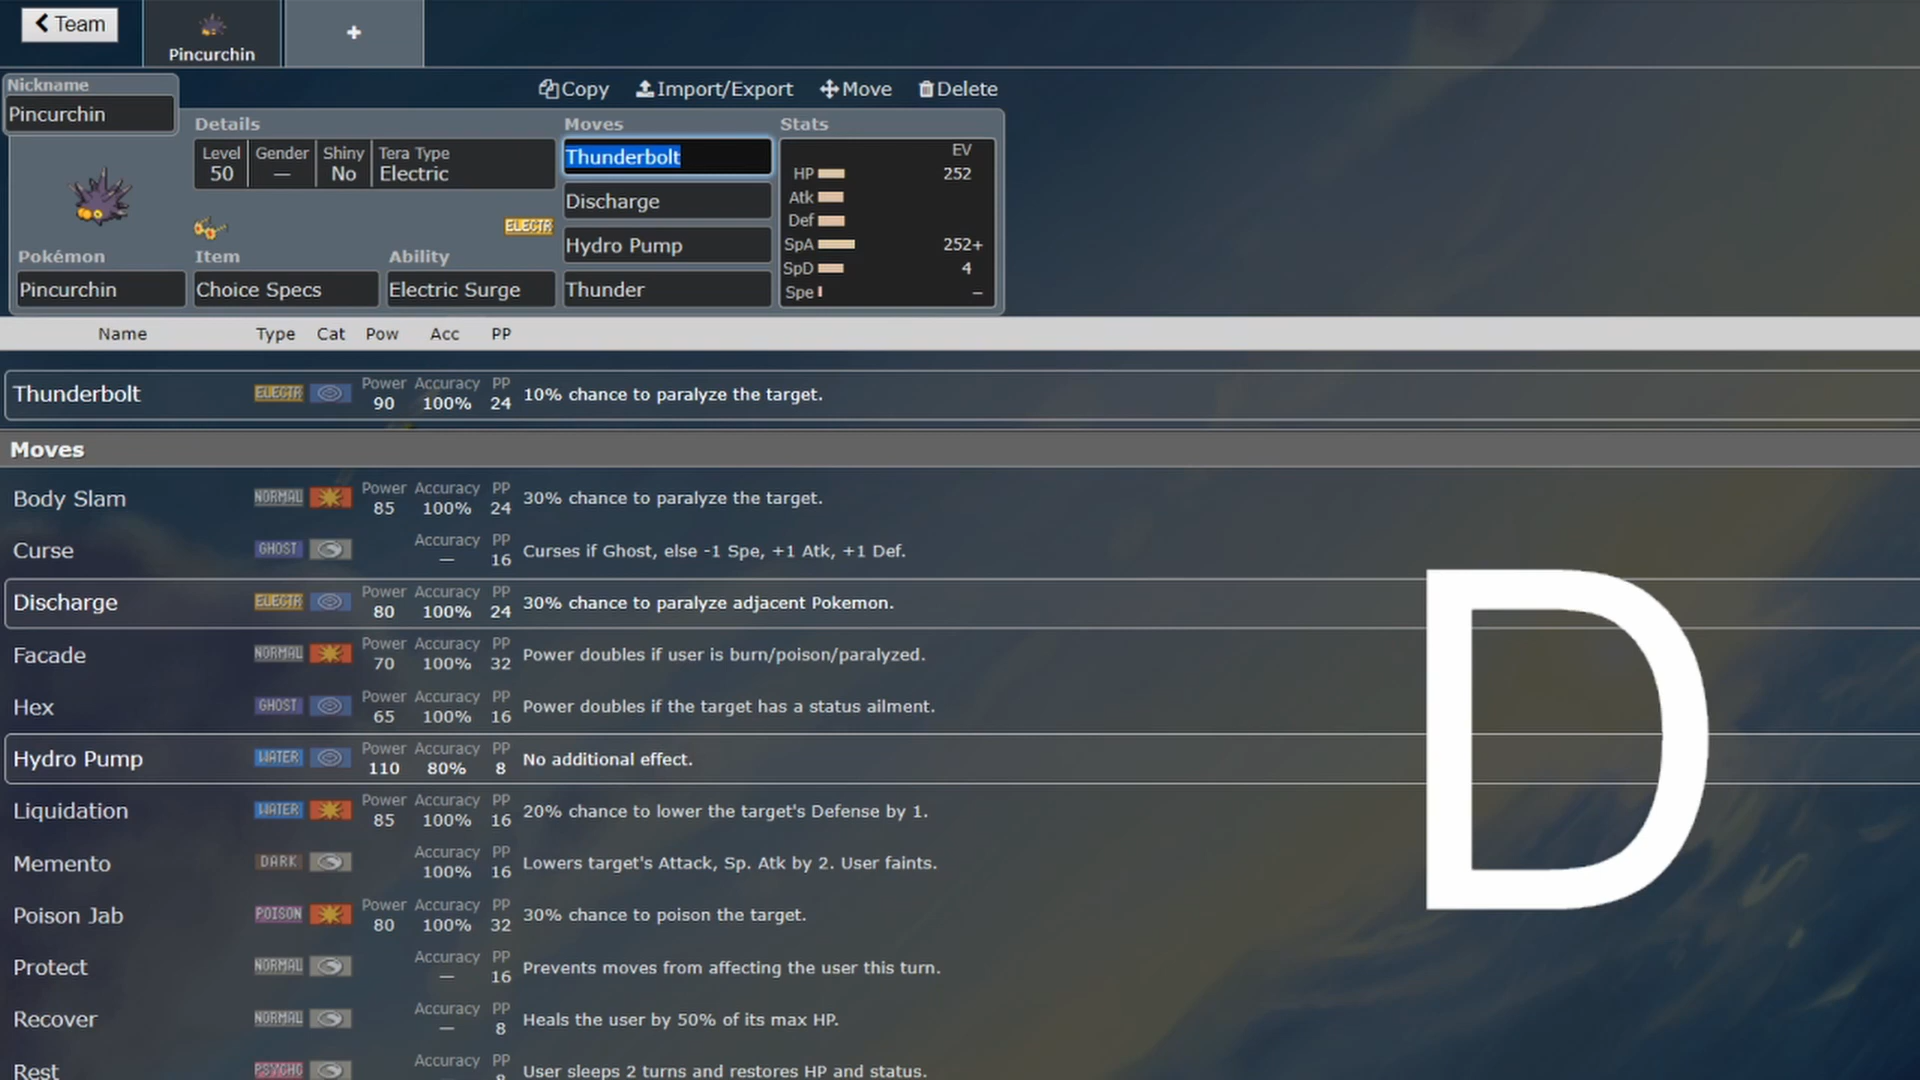 Team
Pincurchin
+
Nickname
Pincurchin
Copy Import/Export Move Delete
Details Moves Stats
Level Gender Shiny Tera Type
50 — No Electric
Thunderbolt
Discharge
Hydro Pump
Thunder
EV
HP 252
Atk
Def
SpA 252+
SpD 4
Spe –
ELECTR
Pokémon Item Ability
Pincurchin Choice Specs Electric Surge
Name Type Cat Pow Acc PP
Thunderbolt ELECTR Power 90 Accuracy 100% PP 24 10% chance to paralyze the target.
Moves
Body Slam NORMAL Power 85 Accuracy 100% PP 24 30% chance to paralyze the target.
Curse GHOST Accuracy — PP 16 Curses if Ghost, else -1 Spe, +1 Atk, +1 Def.
Discharge ELECTR Power 80 Accuracy 100% PP 24 30% chance to paralyze adjacent Pokemon.
Facade NORMAL Power 70 Accuracy 100% PP 32 Power doubles if user is burn/poison/paralyzed.
Hex GHOST Power 65 Accuracy 100% PP 16 Power doubles if the target has a status ailment.
Hydro Pump WATER Power 110 Accuracy 80% PP 8 No additional effect.
Liquidation WATER Power 85 Accuracy 100% PP 16 20% chance to lower the target's Defense by 1.
Memento DARK Accuracy 100% PP 16 Lowers target's Attack, Sp. Atk by 2. User faints.
Poison Jab POISON Power 80 Accuracy 100% PP 32 30% chance to poison the target.
Protect NORMAL Accuracy — PP 16 Prevents moves from affecting the user this turn.
Recover NORMAL Accuracy — PP 8 Heals the user by 50% of its max HP.
Rest PSYCHC Accuracy PP User sleeps 2 turns and restores HP and status.
D